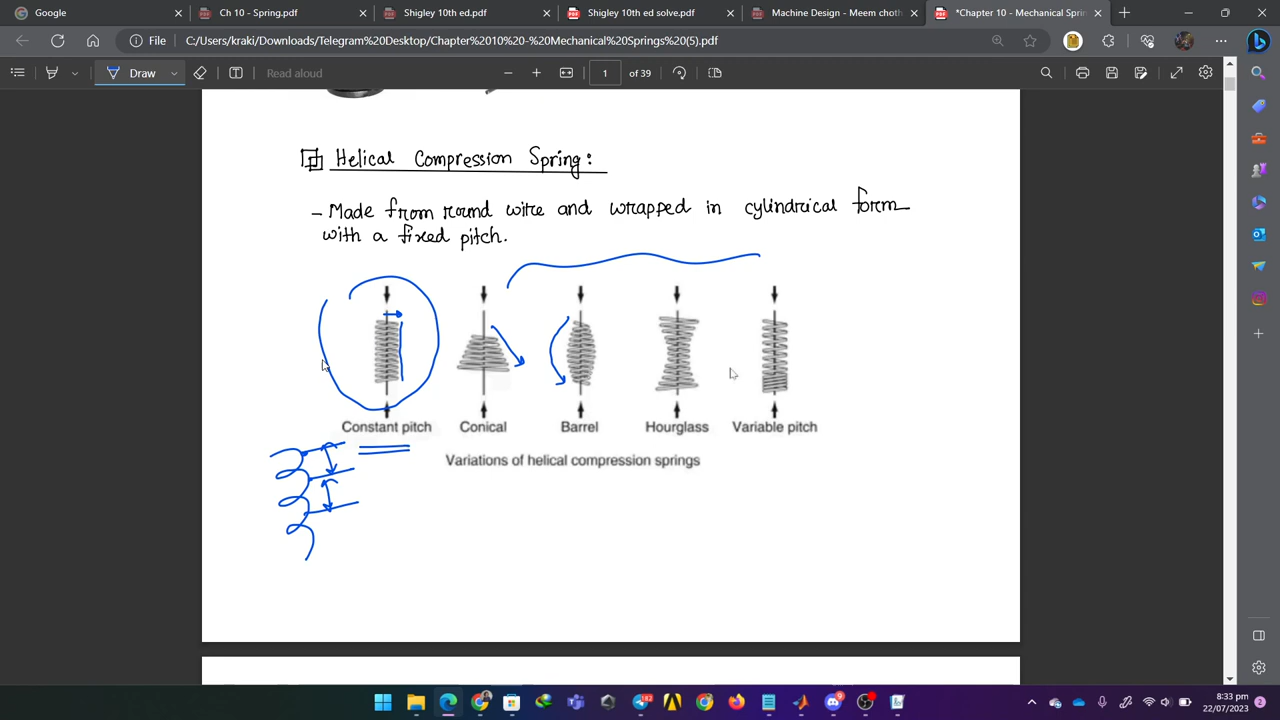 Google
Ch 10 - Spring.pdf
Shigley 10th ed.pdf
Shigley 10th ed solve.pdf
Machine Design - Meem choth
*Chapter 10 - Mechanical Sprin
File
C:/Users/kraki/Downloads/Telegram%20Desktop/Chapter%2010%20-%20Mechanical%20Springs%20(5).pdf
Draw
Read aloud
1
of 39
Helical Compression Spring:
- Made from round wire and wrapped in cylindrical form
with a fixed pitch.
Constant pitch
Conical
Barrel
Hourglass
Variable pitch
Variations of helical compression springs
182
8:33 pm
22/07/2023